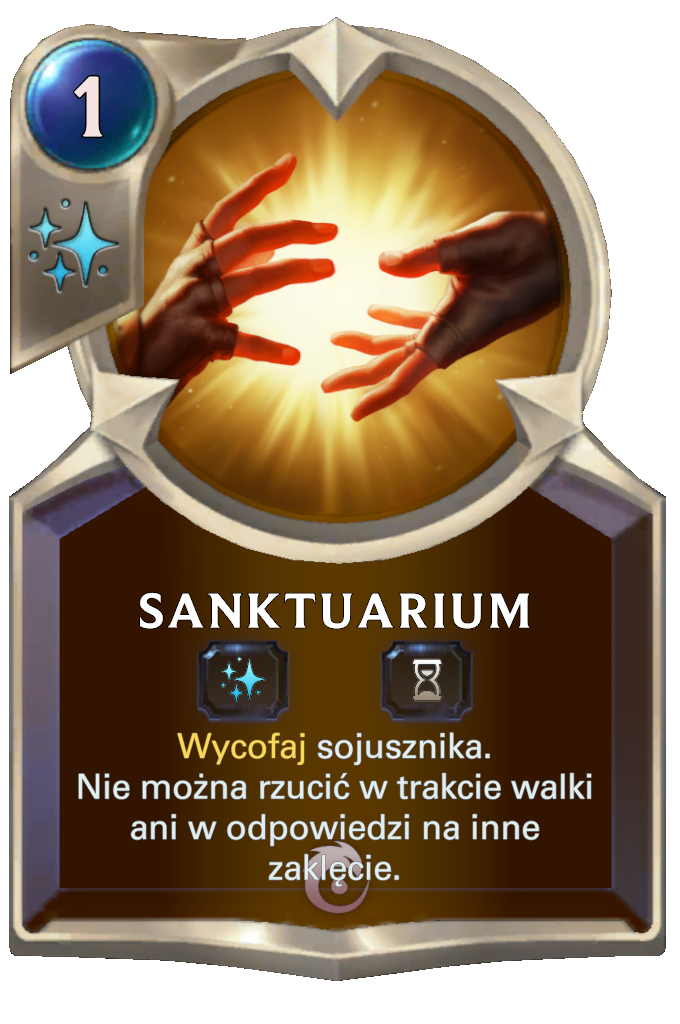 1
SANKTUARIUM
Wycofaj sojusznika.
Nie można rzucić w trakcie walki
ani w odpowiedzi na inne
zaklęcie.